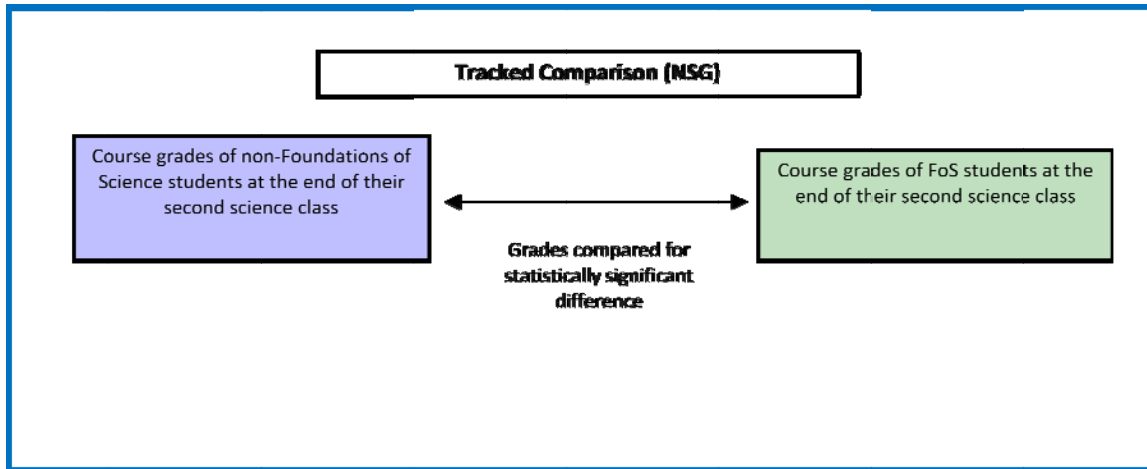 Tracked Comparison (NSG)
Course grades of non-Foundations of
Science students at the end of their
second science class
Course grades of FoS students at the
end of their second science class
Grades compared for
statistically significant
difference